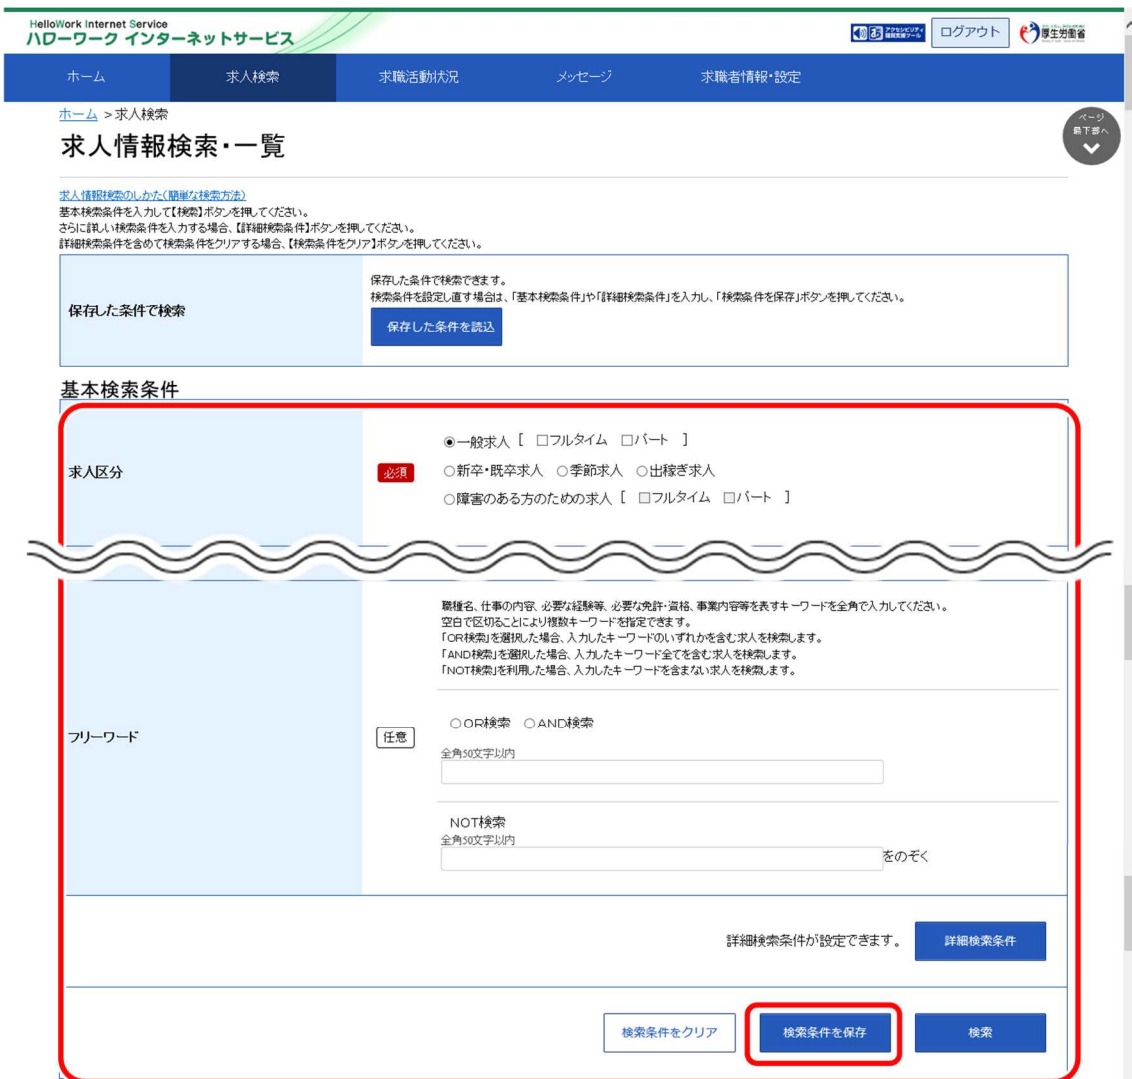 HelloWork Internet Service
ハローワーク インターネットサービス
アクセシビリティ
ログアウト
厚生労働省
ホーム 求人検索 求職活動状況 メッセージ 求職者情報・設定
ホーム >求人検索
ページ
最下部へ
求人情報検索・一覧
求人情報検索のしかた(簡単な検索方法)
基本検索条件を入力して【検索】ボタンを押してください。
さらに詳しい検索条件を入力する場合、【詳細検索条件】ボタンを押してください。
詳細検索条件を含めて検索条件をクリアする場合、【検索条件をクリア】ボタンを押してください。
保存した条件で検索
保存した条件で検索できます。
検索条件を設定し直す場合は、「基本検索条件」や「詳細検索条件」を入力し、「検索条件を保存」ボタンを押してください。
保存した条件を読込
基本検索条件
求人区分 必須
一般求人 [ フルタイム パート ]
新卒・既卒求人 季節求人 出稼ぎ求人
障害のある方のための求人 [ フルタイム パート ]
職種名、仕事の内容、必要な経験等、必要な免許・資格、事業内容等を表すキーワードを全角で入力してください。
空白で区切ることにより複数キーワードを指定できます。
「OR検索」を選択した場合、入力したキーワードのいずれかを含む求人を検索します。
「AND検索」を選択した場合、入力したキーワード全てを含む求人を検索します。
「NOT検索」を利用した場合、入力したキーワードを含まない求人を検索します。
フリーワード 任意
OR検索 AND検索
全角50文字以内
NOT検索
全角50文字以内
をのぞく
詳細検索条件が設定できます。 詳細検索条件
検索条件をクリア 検索条件を保存 検索